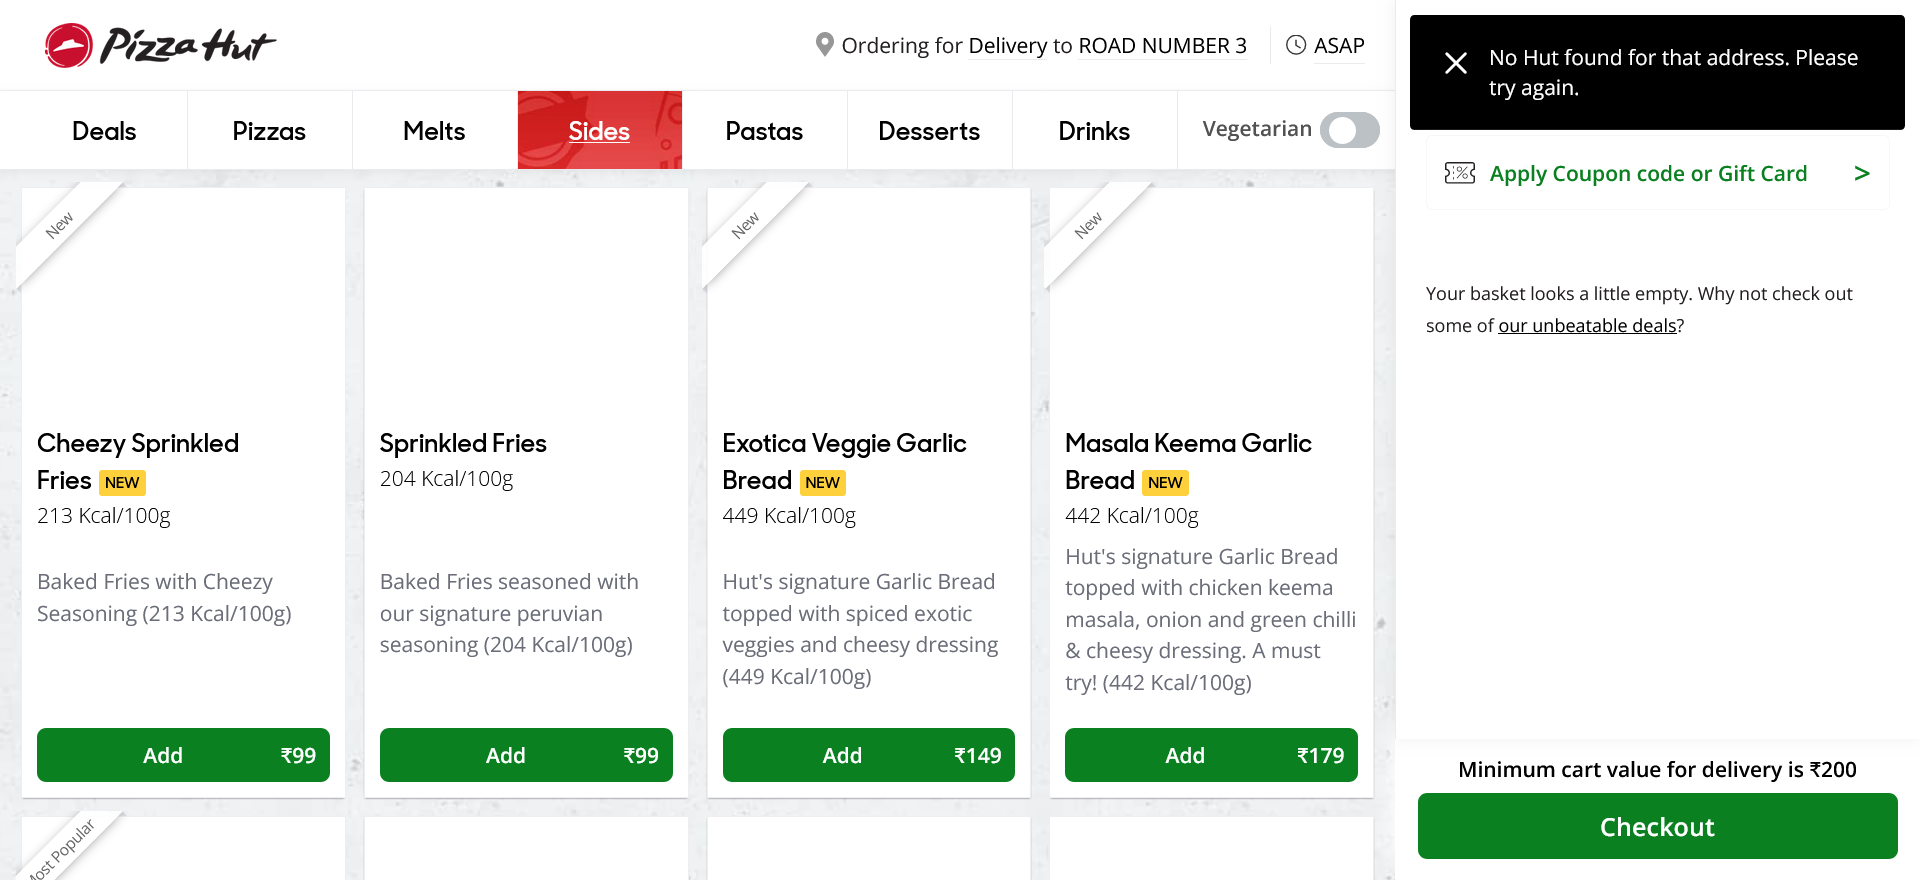 Pizza Hut
Ordering for Delivery to ROAD NUMBER 3
ASAP
No Hut found for that address. Please
try again.
Deals
Pizzas
Melts
Sides
Pastas
Desserts
Drinks
Vegetarian
Apply Coupon code or Gift Card >
Your basket looks a little empty. Why not check out
some of our unbeatable deals?
New
Cheezy Sprinkled
Fries NEW
213 Kcal/100g
Baked Fries with Cheezy
Seasoning (213 Kcal/100g)
Add ₹99
Sprinkled Fries
204 Kcal/100g
Baked Fries seasoned with
our signature peruvian
seasoning (204 Kcal/100g)
Add ₹99
New
Exotica Veggie Garlic
Bread NEW
449 Kcal/100g
Hut's signature Garlic Bread
topped with spiced exotic
veggies and cheesy dressing
(449 Kcal/100g)
Add ₹149
New
Masala Keema Garlic
Bread NEW
442 Kcal/100g
Hut's signature Garlic Bread
topped with chicken keema
masala, onion and green chilli
& cheesy dressing. A must
try! (442 Kcal/100g)
Add ₹179
Most Popular
Minimum cart value for delivery is ₹200
Checkout